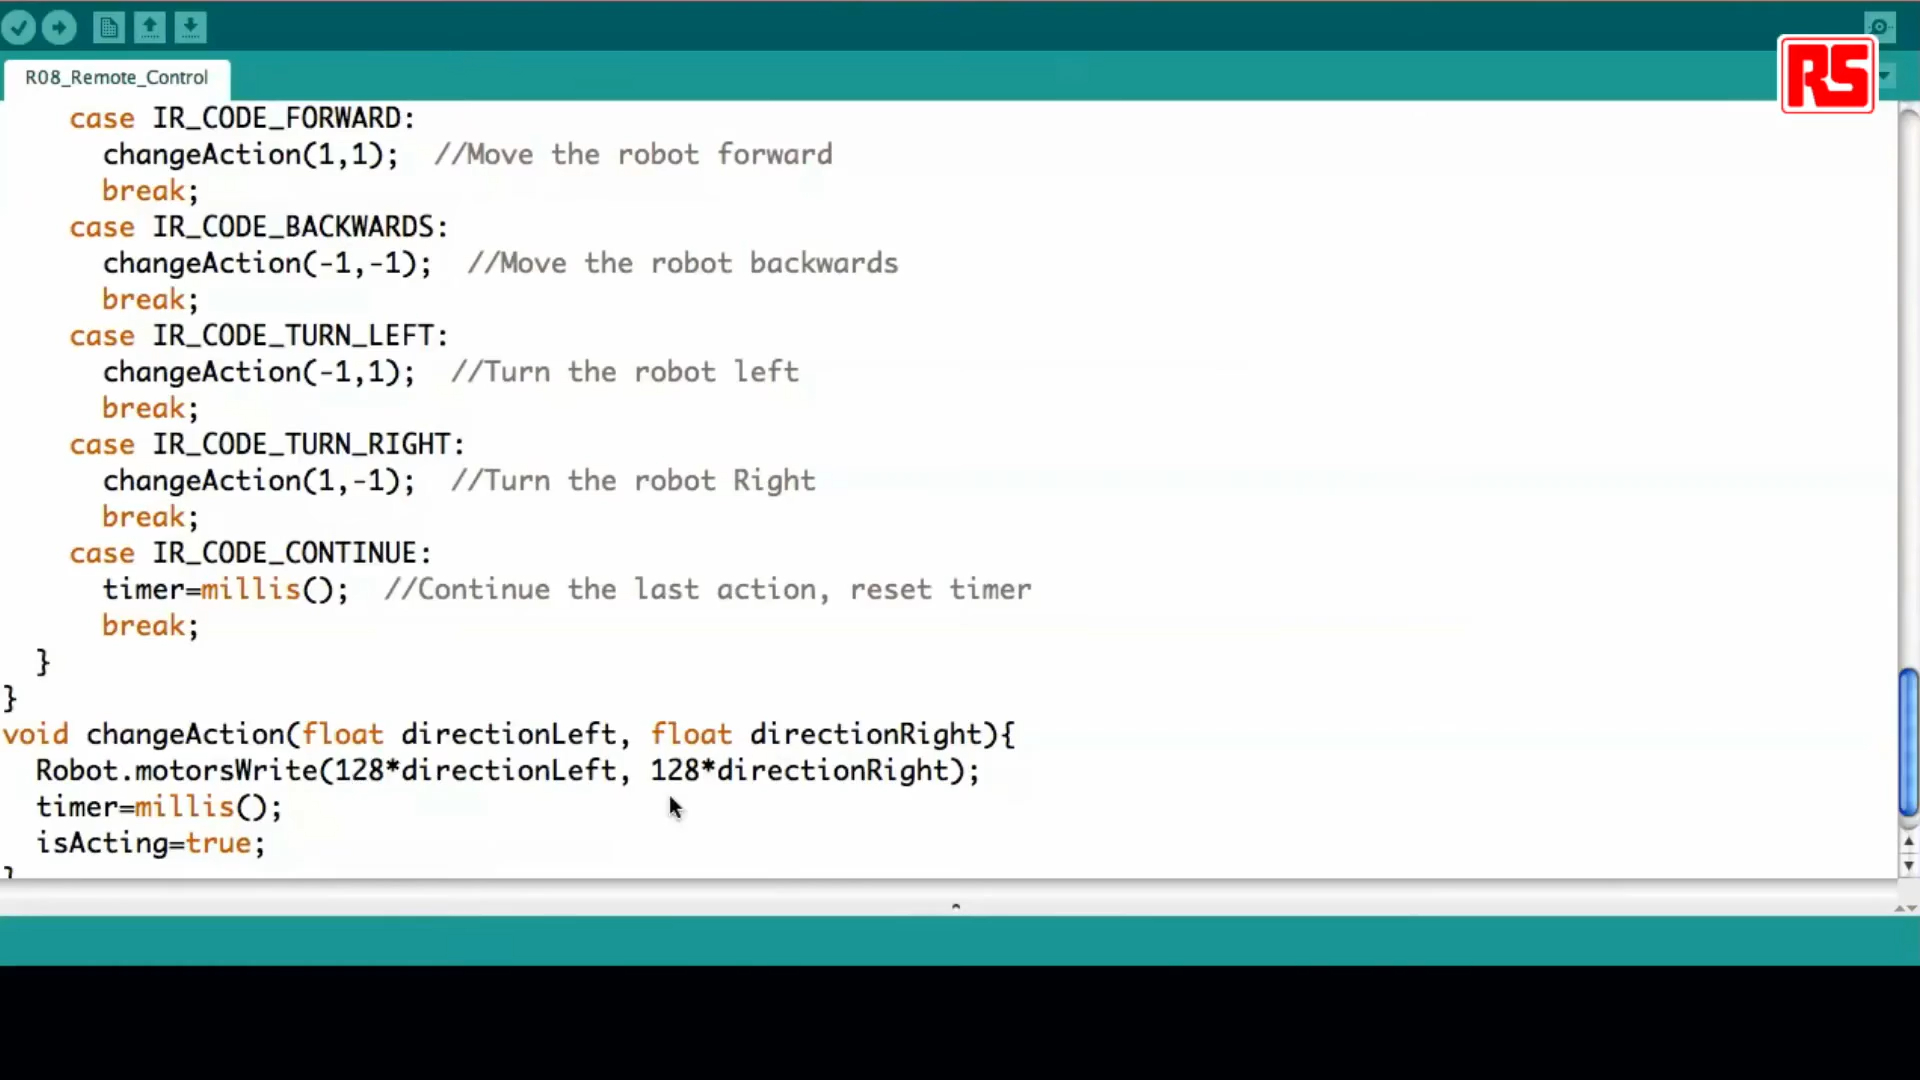 R08_Remote_Control
RS
case IR_CODE_FORWARD:
changeAction(1,1);  //Move the robot forward
break;
case IR_CODE_BACKWARDS:
changeAction(-1,-1);  //Move the robot backwards
break;
case IR_CODE_TURN_LEFT:
changeAction(-1,1);  //Turn the robot left
break;
case IR_CODE_TURN_RIGHT:
changeAction(1,-1);  //Turn the robot Right
break;
case IR_CODE_CONTINUE:
timer=millis();  //Continue the last action, reset timer
break;
}
}
void changeAction(float directionLeft, float directionRight){
Robot.motorsWrite(128*directionLeft, 128*directionRight);
timer=millis();
isActing=true;
}